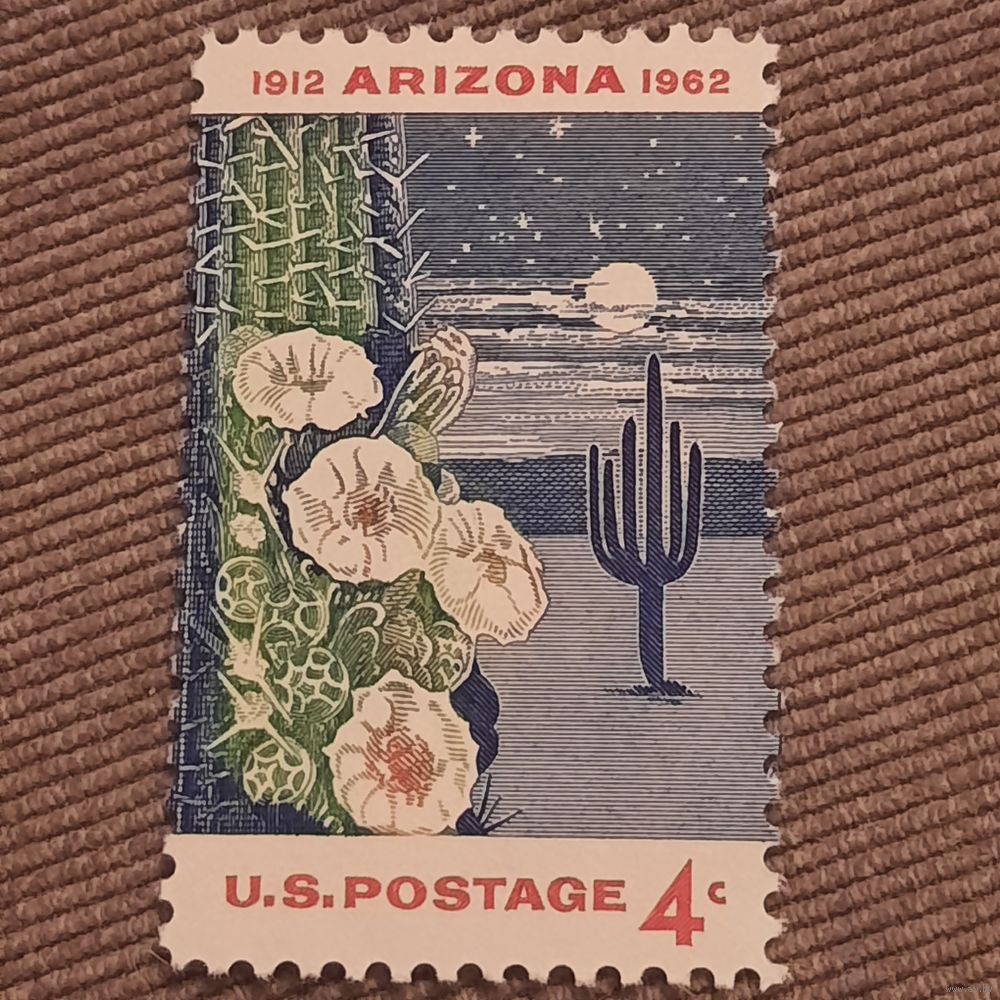 1912 ARIZONA 1962
U.S. POSTAGE 4c